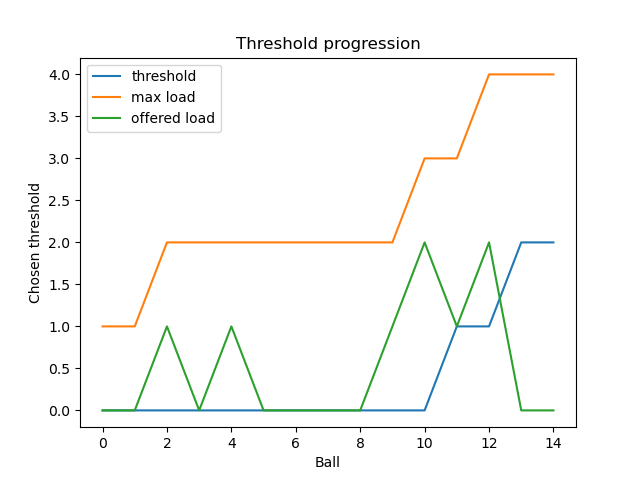 Threshold progression
threshold
max load
offered load
Chosen threshold
4.0
3.5
3.0
2.5
2.0
1.5
1.0
0.5
0.0
0 2 4 6 8 10 12 14
Ball